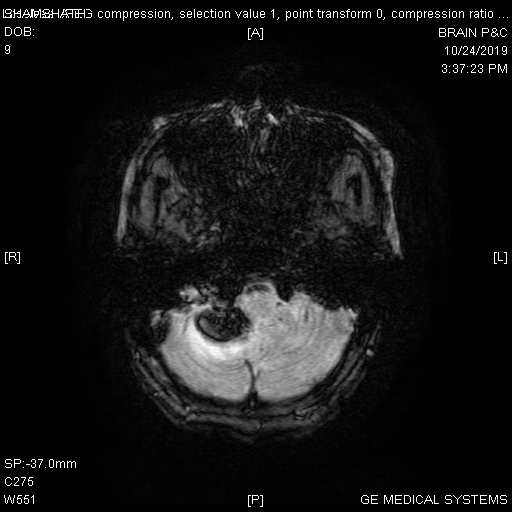 compression, selection value 1, point transform 0, compression ratio ...
DOB:
9
[A]
BRAIN P&C
10/24/2019
3:37:23 PM
[R]
[L]
SP:-37.0mm
C275
W551
[P]
GE MEDICAL SYSTEMS